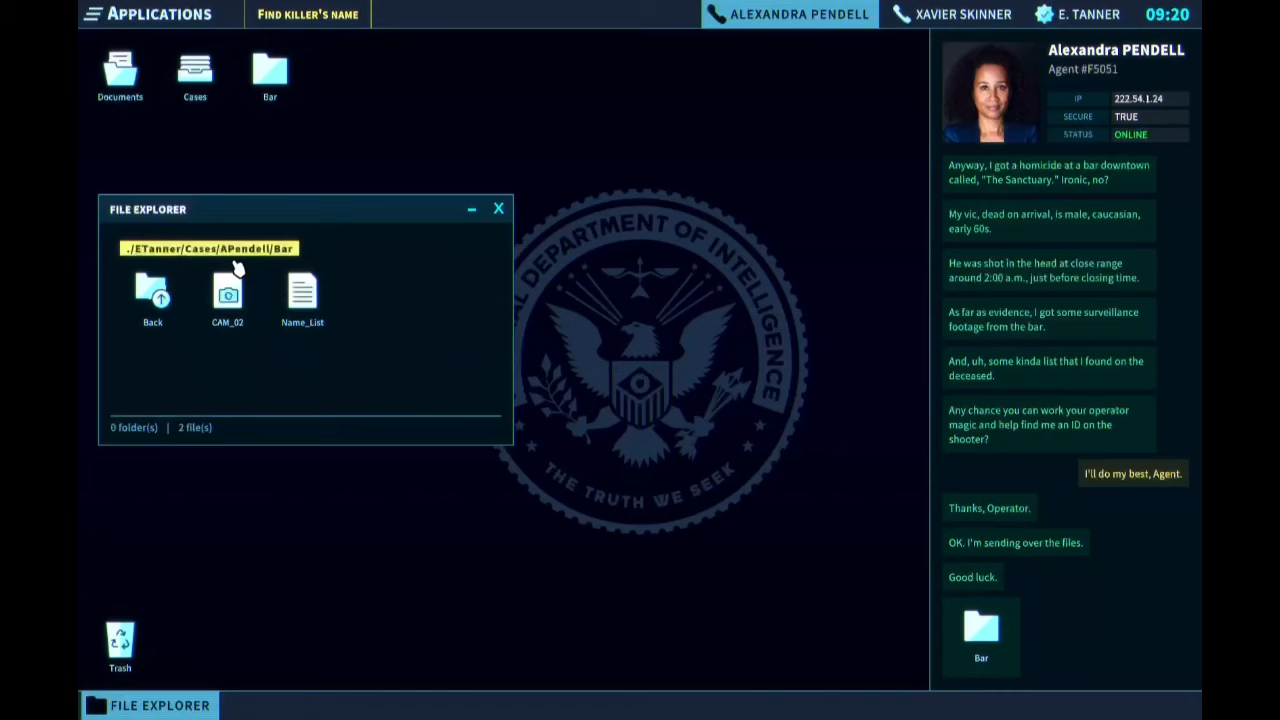 APPLICATIONS
FIND KILLER'S NAME
ALEXANDRA PENDELL
XAVIER SKINNER
E. TANNER
09:20
Documents
Cases
Bar
FILE EXPLORER
./ETanner/Cases/APendell/Bar
Back
CAM_02
Name_List
0 folder(s) | 2 file(s)
DEPARTMENT OF INTELLIGENCE
THE TRUTH WE SEEK
Trash
FILE EXPLORER
Alexandra PENDELL
Agent #F5051
IP 222.54.1.24
SECURE TRUE
STATUS ONLINE
Anyway, I got a homicide at a bar downtown
called, "The Sanctuary." Ironic, no?
My vic, dead on arrival, is male, caucasian,
early 60s.
He was shot in the head at close range
around 2:00 a.m., just before closing time.
As far as evidence, I got some surveillance
footage from the bar.
And, uh, some kinda list that I found on the
deceased.
Any chance you can work your operator
magic and help find me an ID on the
shooter?
I'll do my best, Agent.
Thanks, Operator.
OK. I'm sending over the files.
Good luck.
Bar